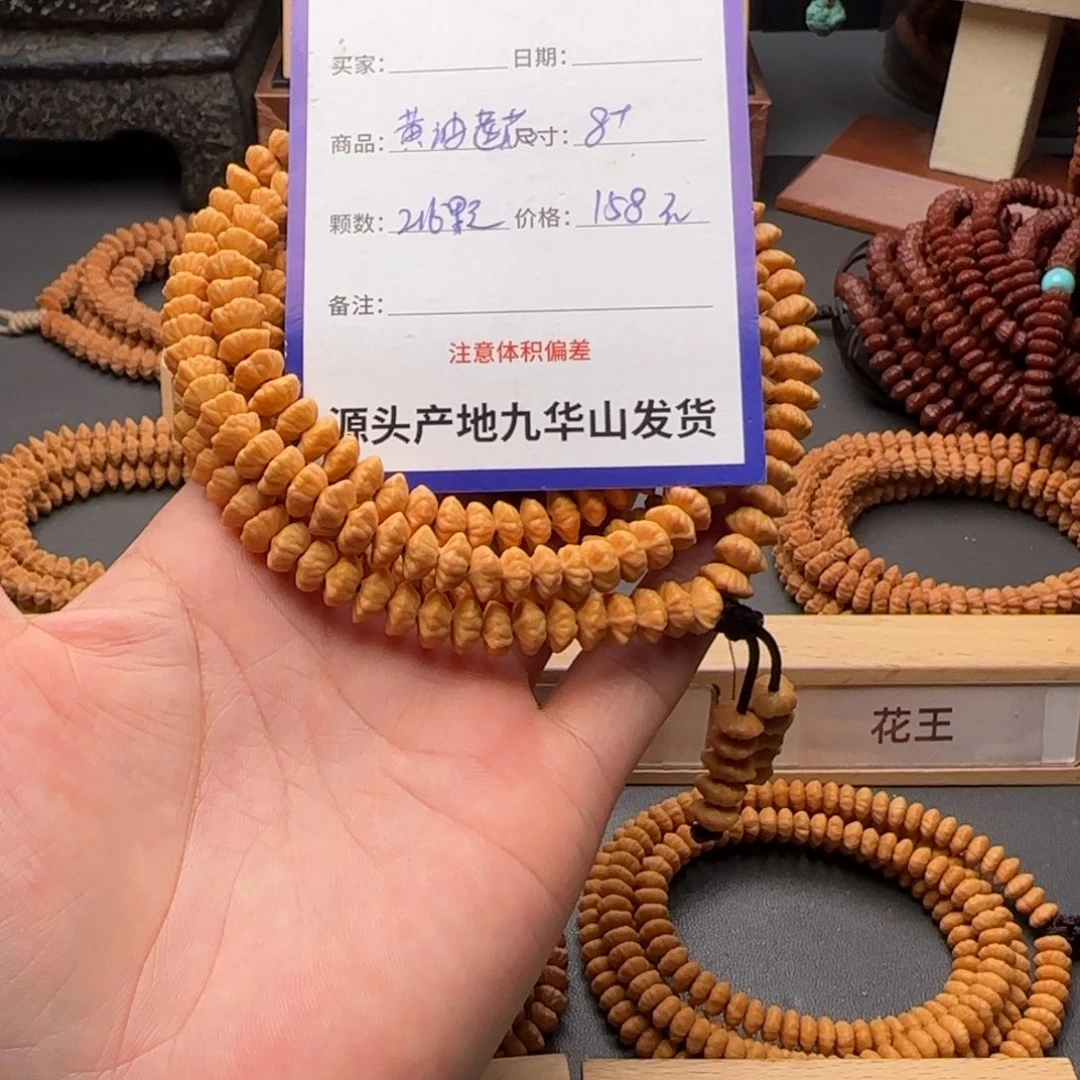 买家： 日期：
商品：黄油莲花 尺寸：8+
颗数：216颗 价格：158元
备注：
注意体积偏差
源头产地九华山发货
花王